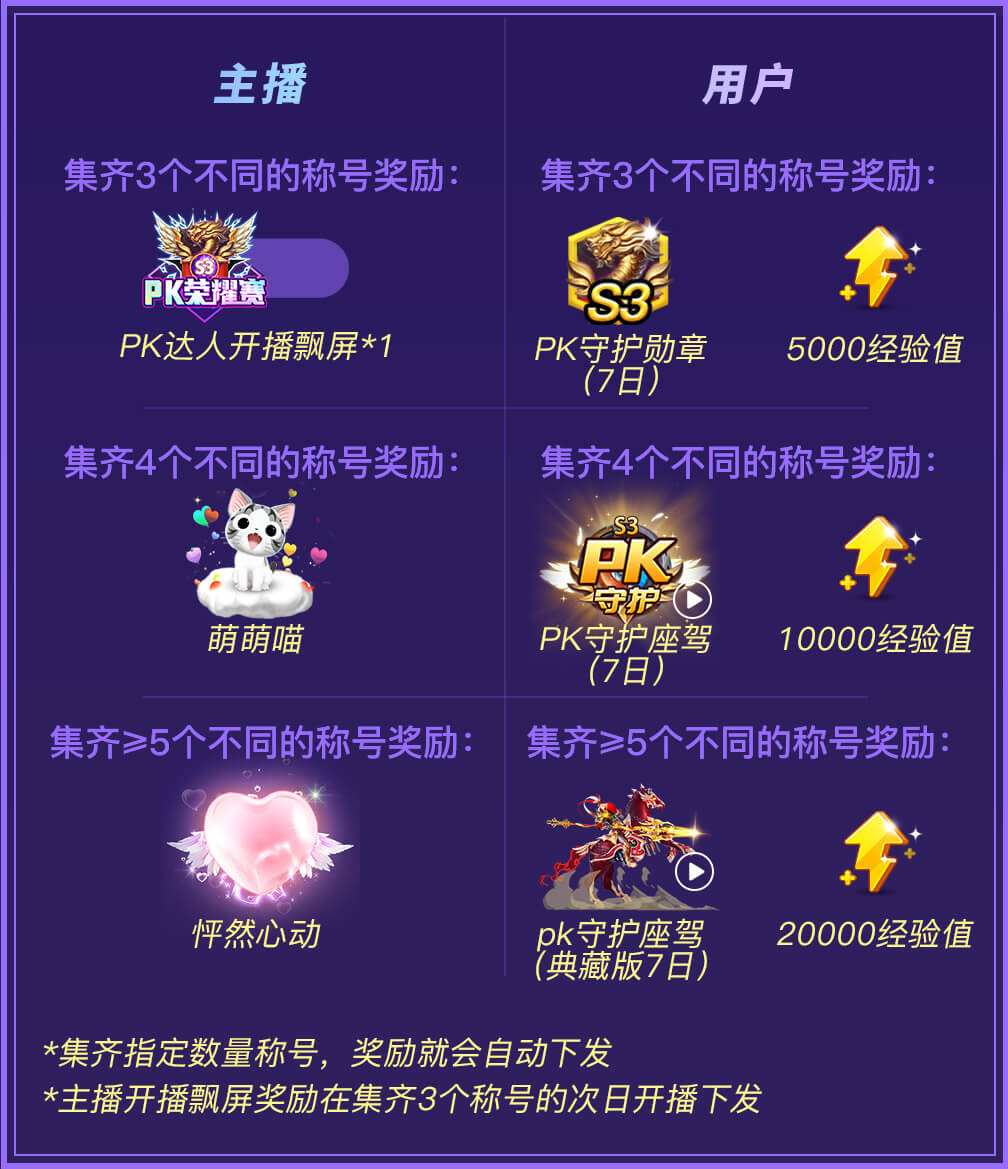 主播
用户
集齐3个不同的称号奖励：
集齐3个不同的称号奖励：
S3
PK荣耀赛
S3
PK达人开播飘屏*1
PK守护勋章
（7日）
5000经验值
集齐4个不同的称号奖励：
集齐4个不同的称号奖励：
S3
PK
守护
萌萌喵
PK守护座驾
（7日）
10000经验值
集齐≥5个不同的称号奖励：
集齐≥5个不同的称号奖励：
怦然心动
pk守护座驾
（典藏版7日）
20000经验值
*集齐指定数量称号，奖励就会自动下发
*主播开播飘屏奖励在集齐3个称号的次日开播下发